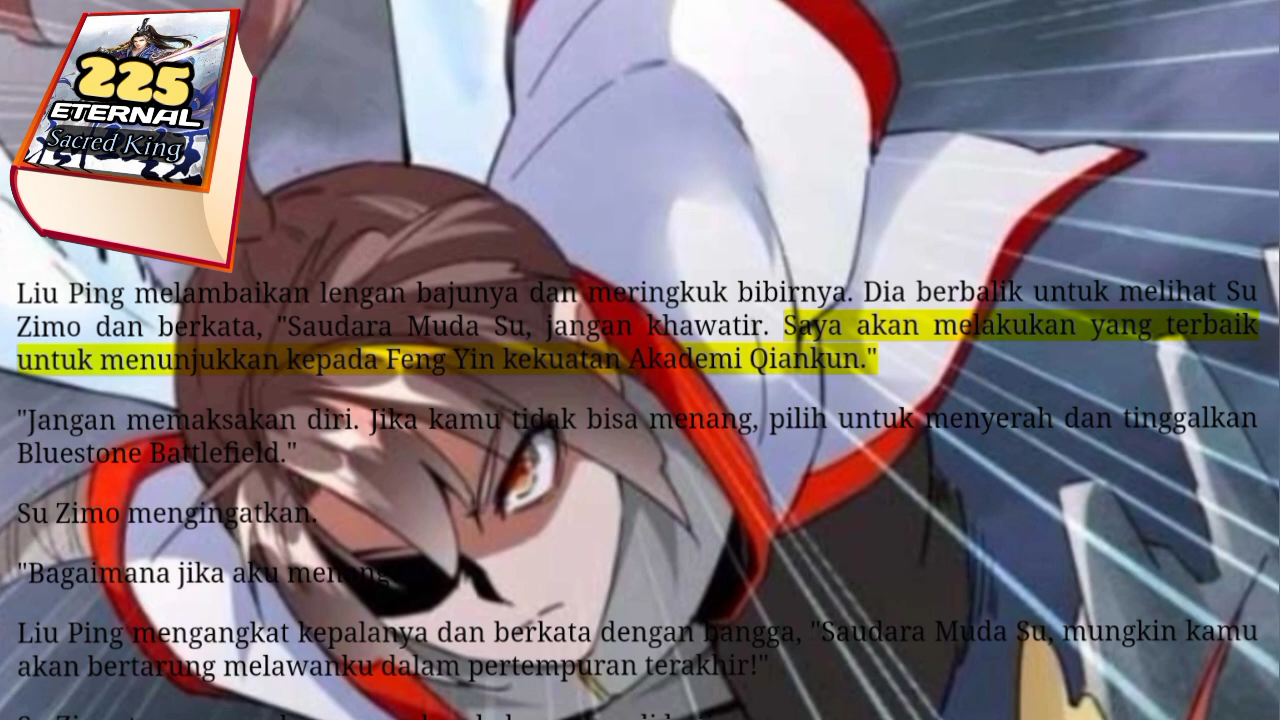 225
ETERNAL
Sacred King
Liu Ping melambaikan lengan bajunya dan meringkuk bibirnya. Dia berbalik untuk melihat Su
Zimo dan berkata, "Saudara Muda Su, jangan khawatir. Saya akan melakukan yang terbaik
untuk menunjukkan kepada Feng Yin kekuatan Akademi Qiankun."
"Jangan memaksakan diri. Jika kamu tidak bisa menang, pilih untuk menyerah dan tinggalkan
Bluestone Battlefield."
Su Zimo mengingatkan.
"Bagaimana jika aku menang
Liu Ping mengangkat kepalanya dan berkata dengan bangga, "Saudara Muda Su, mungkin kamu
akan bertarung melawanku dalam pertempuran terakhir!"